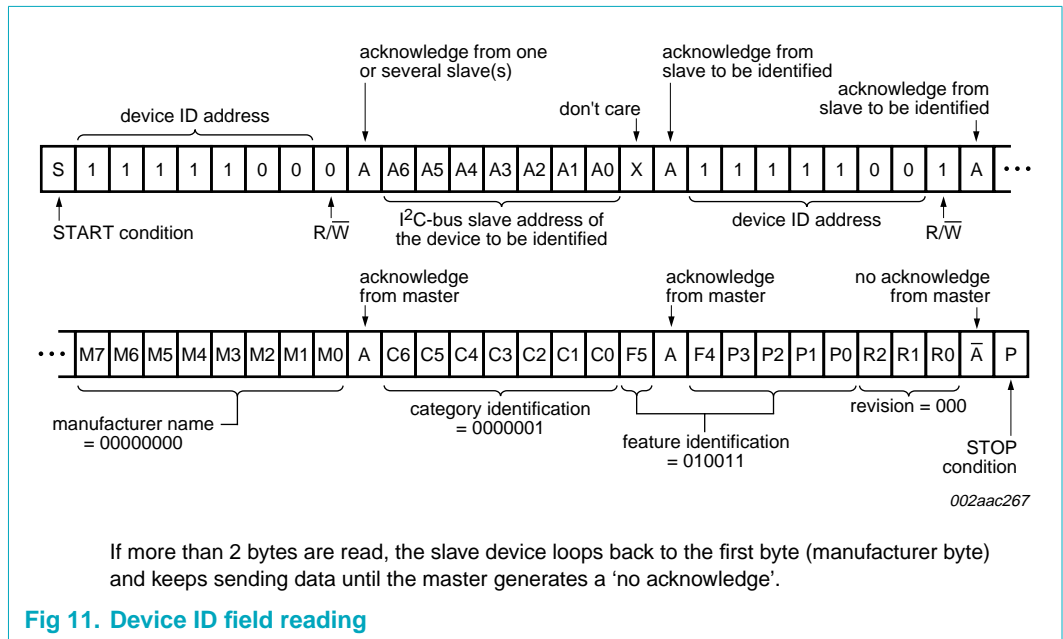 acknowledge from one
or several slave(s)
acknowledge from
slave to be identified
acknowledge from
slave to be identified
device ID address
don't care
S 1 1 1 1 1 0 0 0 A A6 A5 A4 A3 A2 A1 A0 X A 1 1 1 1 1 0 0 1 A •••
START condition
R/W̅
I²C-bus slave address of
the device to be identified
device ID address
R/W̅
acknowledge
from master
acknowledge
from master
no acknowledge
from master
••• M7 M6 M5 M4 M3 M2 M1 M0 A C6 C5 C4 C3 C2 C1 C0 F5 A F4 P3 P2 P1 P0 R2 R1 R0 A̅ P
manufacturer name
= 00000000
category identification
= 0000001
feature identification
= 010011
revision = 000
STOP
condition
002aac267
If more than 2 bytes are read, the slave device loops back to the first byte (manufacturer byte)
and keeps sending data until the master generates a ‘no acknowledge’.
Fig 11. Device ID field reading